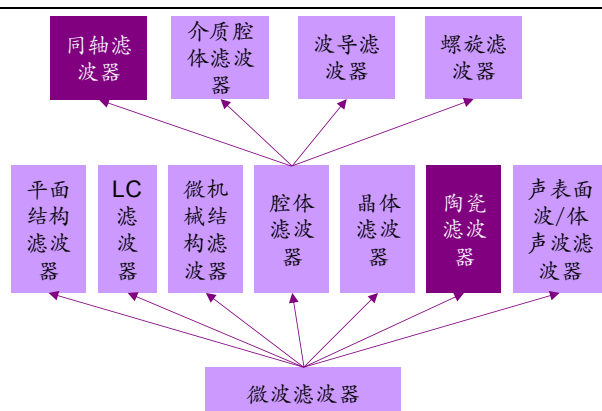 同轴滤
波器
介质腔
体滤波
器
波导滤
波器
螺旋滤
波器
平面
结构
滤波
器
LC
滤
波
器
微机
械结
构滤
波器
腔体
滤波
器
晶体
滤波
器
陶瓷
滤波
器
声表面
波/体
声波滤
波器
微波滤波器